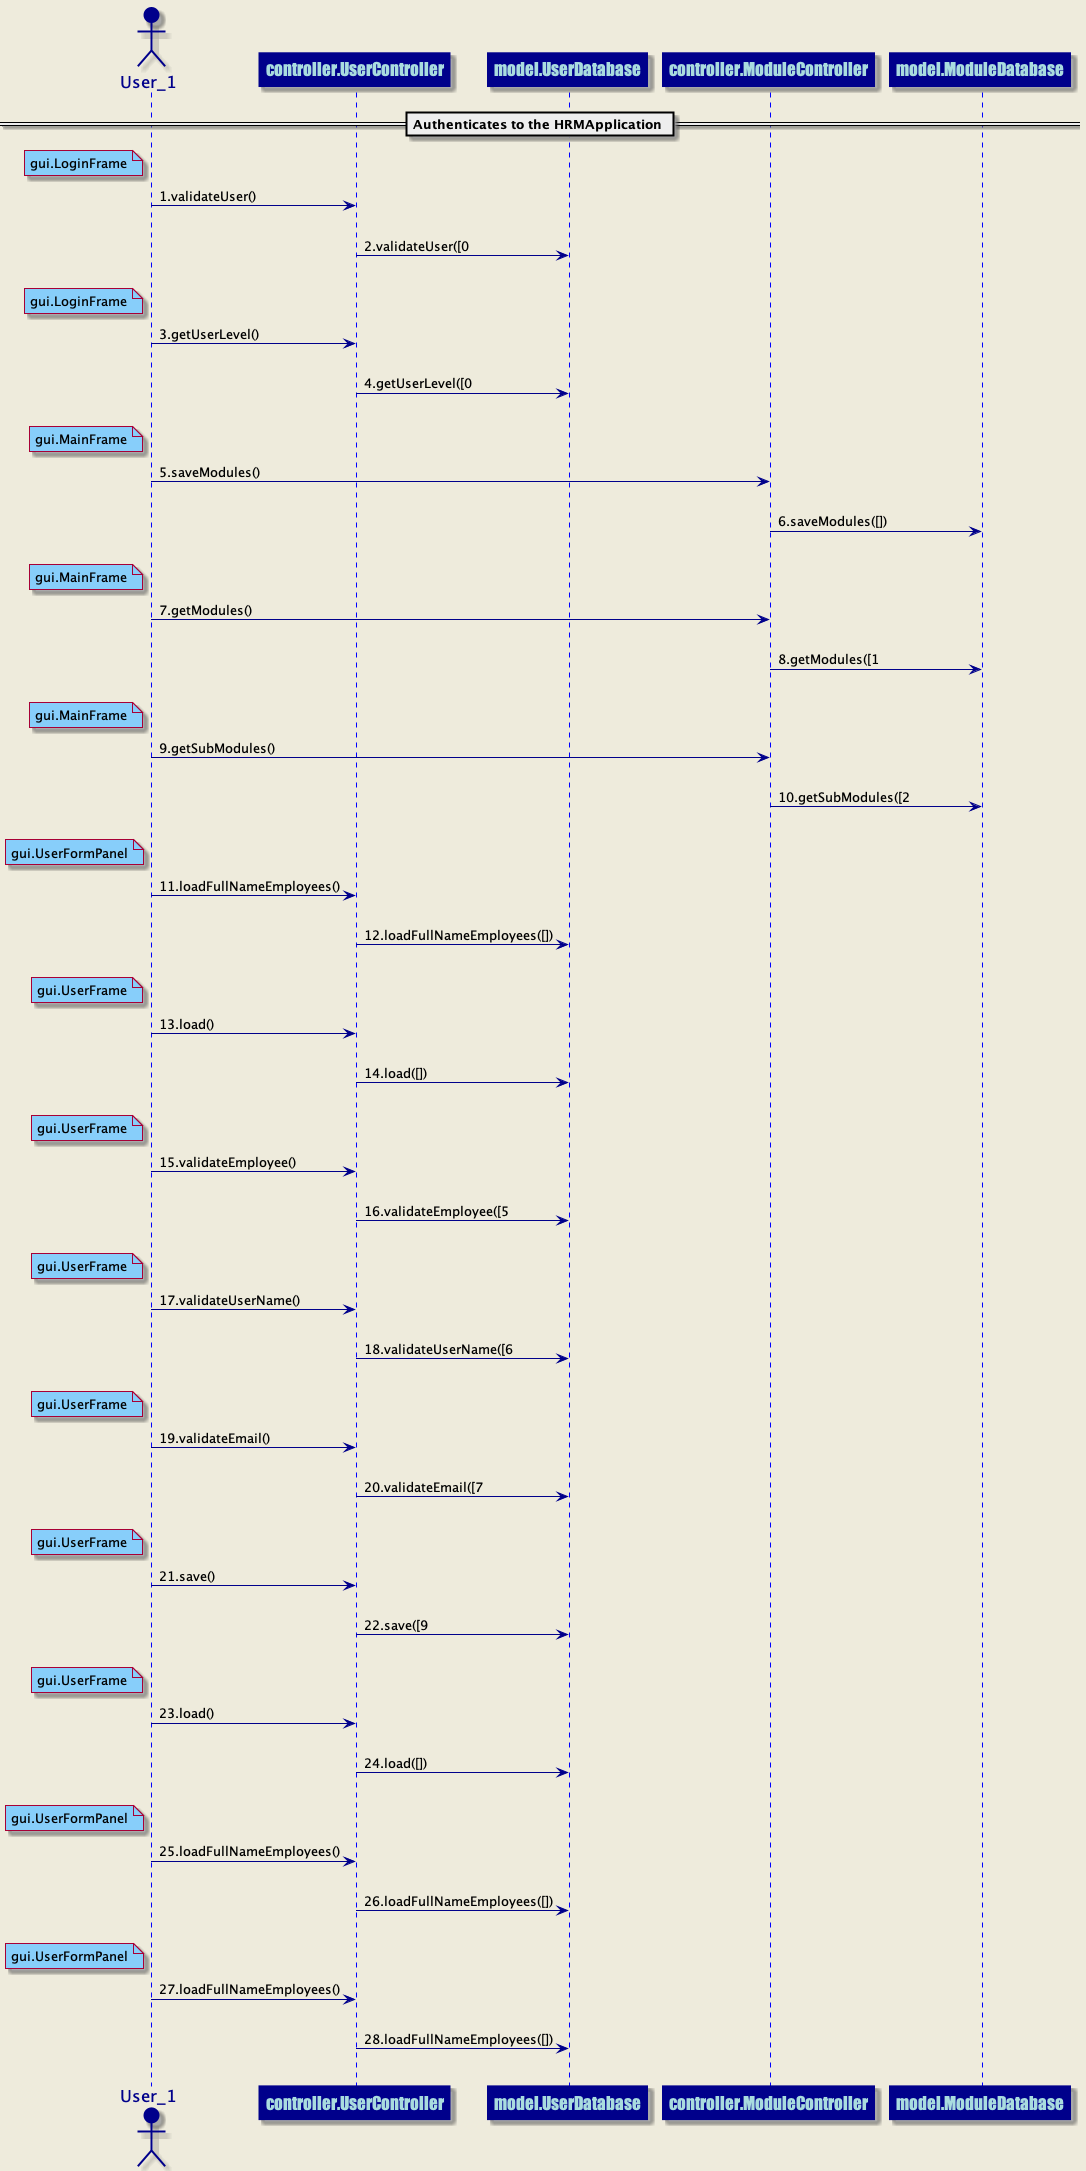 User_1
controller.UserController
model.UserDatabase
controller.ModuleController
model.ModuleDatabase
Authenticates to the HRMApplication
gui.LoginFrame
1.validateUser()
2.validateUser([0
gui.LoginFrame
3.getUserLevel()
4.getUserLevel([0
gui.MainFrame
5.saveModules()
6.saveModules([])
gui.MainFrame
7.getModules()
8.getModules([1
gui.MainFrame
9.getSubModules()
10.getSubModules([2
gui.UserFormPanel
11.loadFullNameEmployees()
12.loadFullNameEmployees([])
gui.UserFrame
13.load()
14.load([])
gui.UserFrame
15.validateEmployee()
16.validateEmployee([5
gui.UserFrame
17.validateUserName()
18.validateUserName([6
gui.UserFrame
19.validateEmail()
20.validateEmail([7
gui.UserFrame
21.save()
22.save([9
gui.UserFrame
23.load()
24.load([])
gui.UserFormPanel
25.loadFullNameEmployees()
26.loadFullNameEmployees([])
gui.UserFormPanel
27.loadFullNameEmployees()
28.loadFullNameEmployees([])
User_1
controller.UserController
model.UserDatabase
controller.ModuleController
model.ModuleDatabase